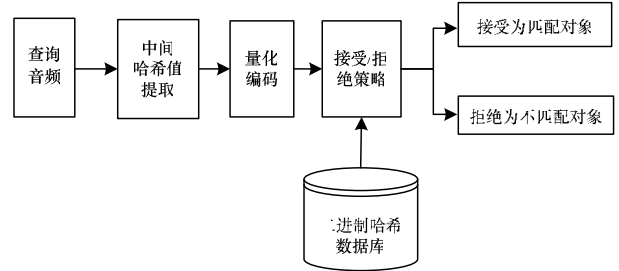 查询
音频
中间
哈希值
提取
量化
编码
接受/拒
绝策略
接受为匹配对象
拒绝为不匹配对象
二进制哈希
数据库